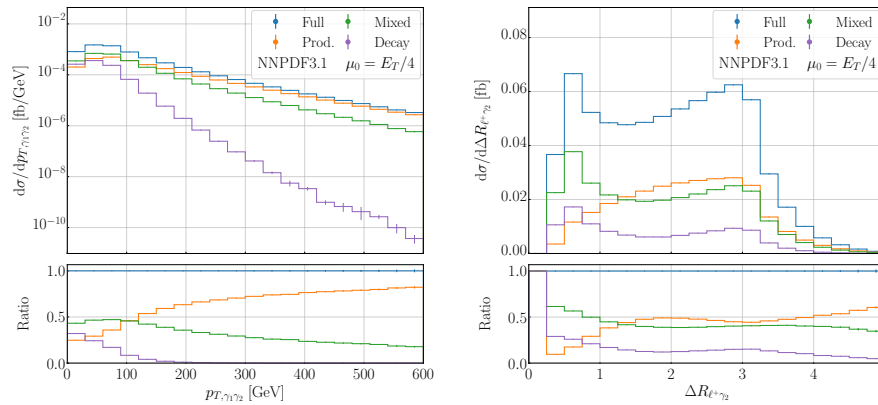 10⁻²
10⁻⁴
10⁻⁶
10⁻⁸
10⁻¹⁰
dσ/dp_{T,γ₁γ₂} [fb/GeV]
Full Mixed
Prod. Decay
NNPDF3.1 μ₀ = E_T/4
1.0
0.5
0.0
Ratio
0 100 200 300 400 500 600
p_{T,γ₁γ₂} [GeV]
0.08
0.06
0.04
0.02
0.00
dσ/dΔR_{ℓ⁺γ₂} [fb]
Full Mixed
Prod. Decay
NNPDF3.1 μ₀ = E_T/4
1.0
0.5
0.0
Ratio
0 1 2 3 4
ΔR_{ℓ⁺γ₂}